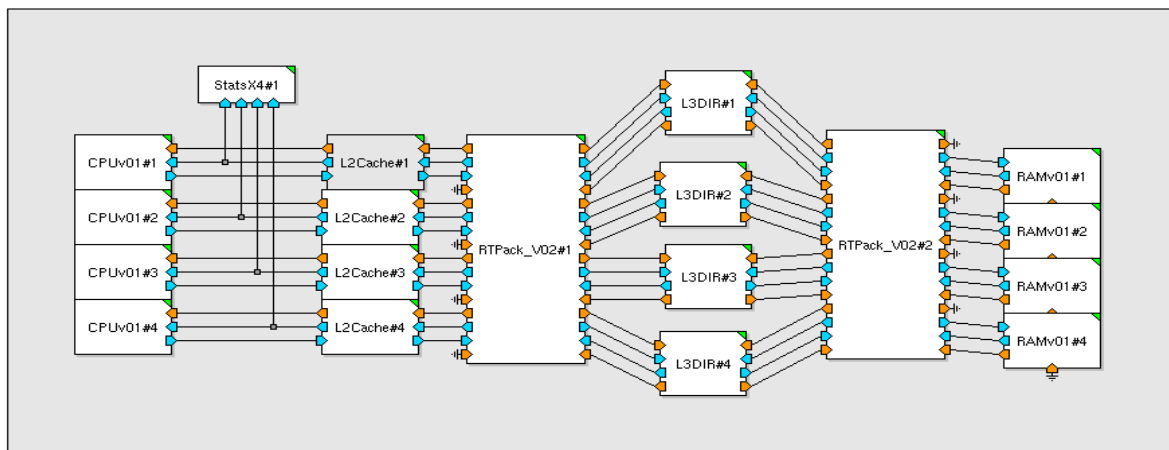 StatsX4#1
CPUv01#1
CPUv01#2
CPUv01#3
CPUv01#4
L2Cache#1
L2Cache#2
L2Cache#3
L2Cache#4
RTPack_V02#1
L3DIR#1
L3DIR#2
L3DIR#3
L3DIR#4
RTPack_V02#2
RAMv01#1
RAMv01#2
RAMv01#3
RAMv01#4